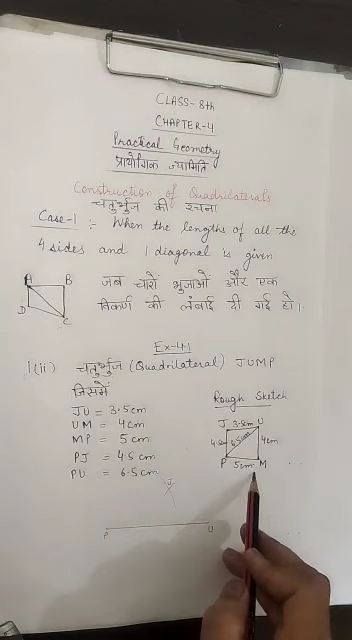 CLASS-8th
CHAPTER-4
Practical Geometry
प्रायोगिक ज्यामिति
Construction of Quadrilaterals
चतुर्भुज की रचना
Case-1 :- When the lengths of all the
4 sides and 1 diagonal is given
A B
D C
जब चारों भुजाओं और एक
विकर्ण की लंबाई दी गई हो।
Ex-4.1
1(ii) चतुर्भुज (Quadrilateral) JUMP
जिसमें
JU = 3.5cm
UM = 4cm
MP = 5cm
PJ = 4.5cm
PU = 6.5cm
Rough Sketch
J 3.5cm U
4.5cm 6.5cm 4cm
P 5cm M
J
P U